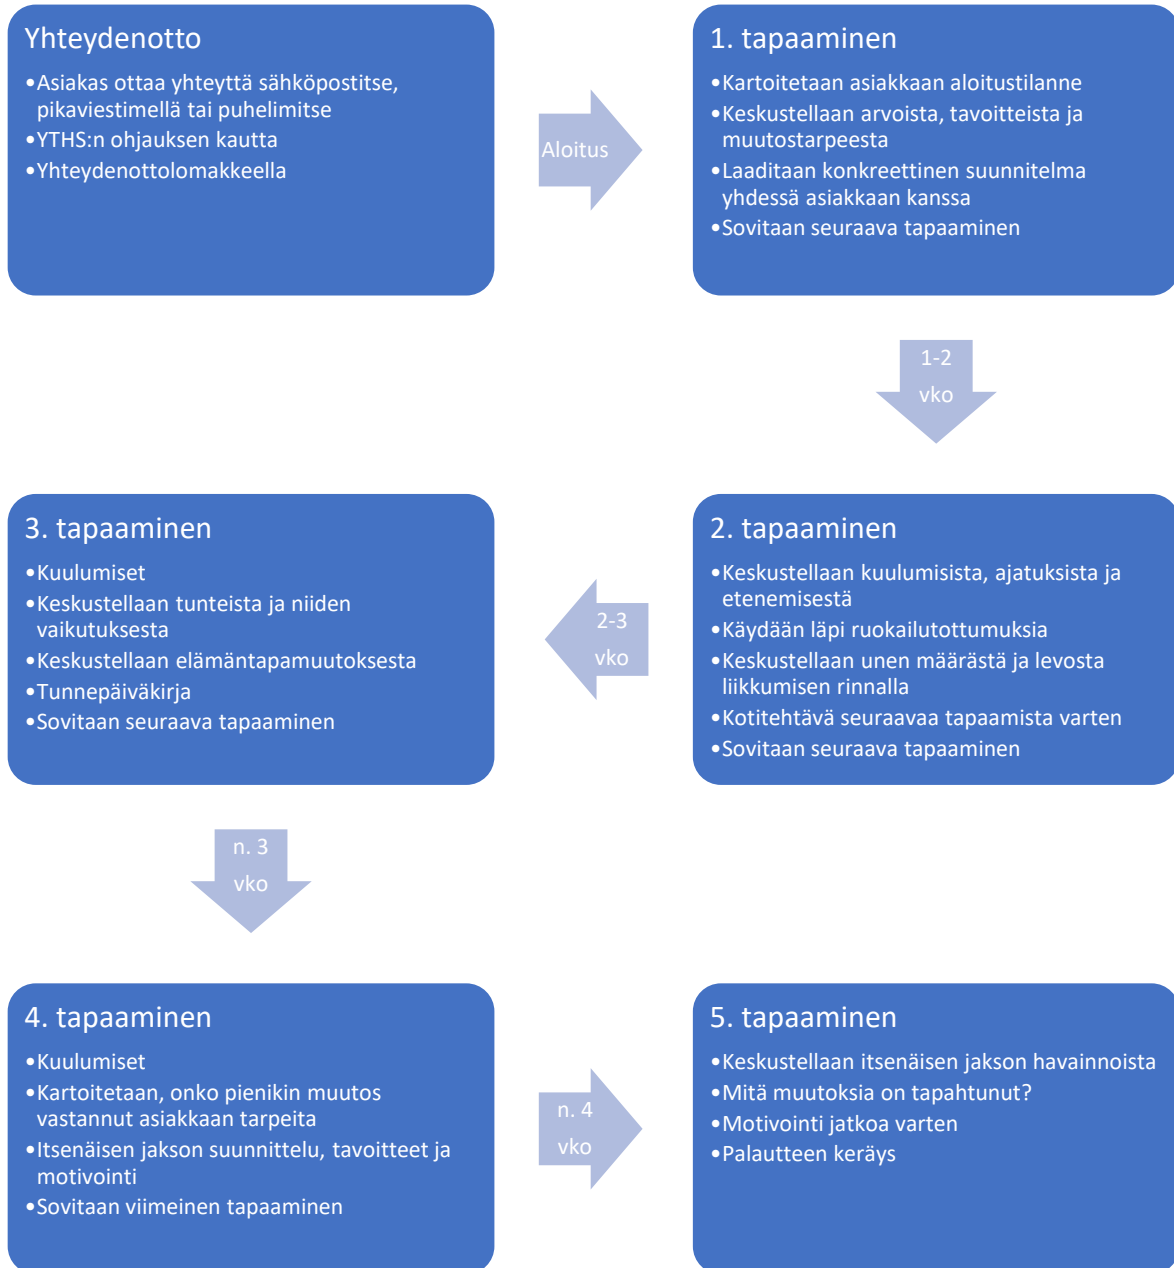 Yhteydenotto
•Asiakas ottaa yhteyttä sähköpostitse,
pikaviestimellä tai puhelimitse
•YTHS:n ohjauksen kautta
•Yhteydenottolomakkeella
Aloitus
1. tapaaminen
•Kartoitetaan asiakkaan aloitustilanne
•Keskustellaan arvoista, tavoitteista ja
muutostarpeesta
•Laaditaan konkreettinen suunnitelma
yhdessä asiakkaan kanssa
•Sovitaan seuraava tapaaminen
1-2
vko
2. tapaaminen
•Keskustellaan kuulumisista, ajatuksista ja
etenemisestä
•Käydään läpi ruokailutottumuksia
•Keskustellaan unen määrästä ja levosta
liikkumisen rinnalla
•Kotitehtävä seuraavaa tapaamista varten
•Sovitaan seuraava tapaaminen
2-3
vko
3. tapaaminen
•Kuulumiset
•Keskustellaan tunteista ja niiden
vaikutuksesta
•Keskustellaan elämäntapamuutoksesta
•Tunnepäiväkirja
•Sovitaan seuraava tapaaminen
n. 3
vko
4. tapaaminen
•Kuulumiset
•Kartoitetaan, onko pienikin muutos
vastannut asiakkaan tarpeita
•Itsenäisen jakson suunnittelu, tavoitteet ja
motivointi
•Sovitaan viimeinen tapaaminen
n. 4
vko
5. tapaaminen
•Keskustellaan itsenäisen jakson havainnoista
•Mitä muutoksia on tapahtunut?
•Motivointi jatkoa varten
•Palautteen keräys